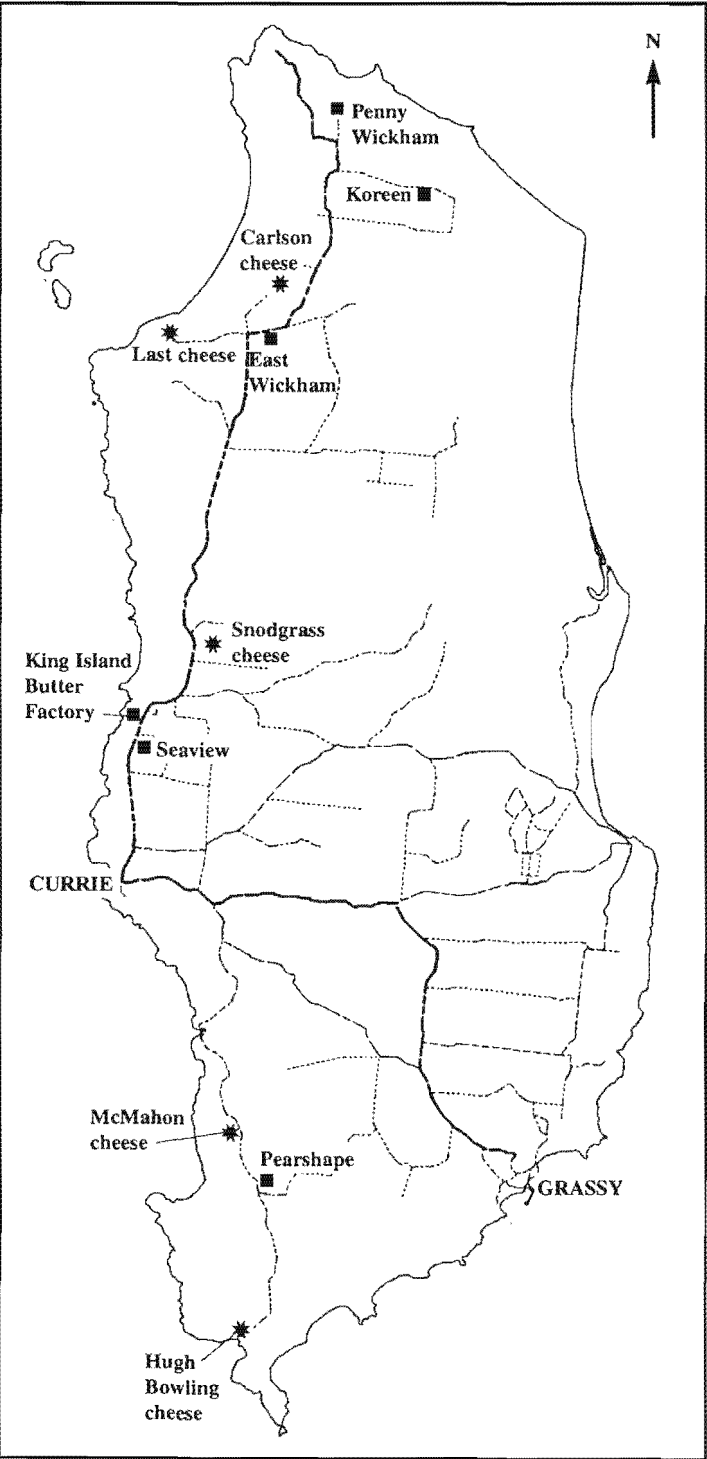 N
Penny
Wickham
Koreen
Carlson
cheese
Last cheese
East
Wickham
Snodgrass
cheese
King Island
Butter
Factory
Seaview
CURRIE
McMahon
cheese
Pearshape
GRASSY
Hugh
Bowling
cheese